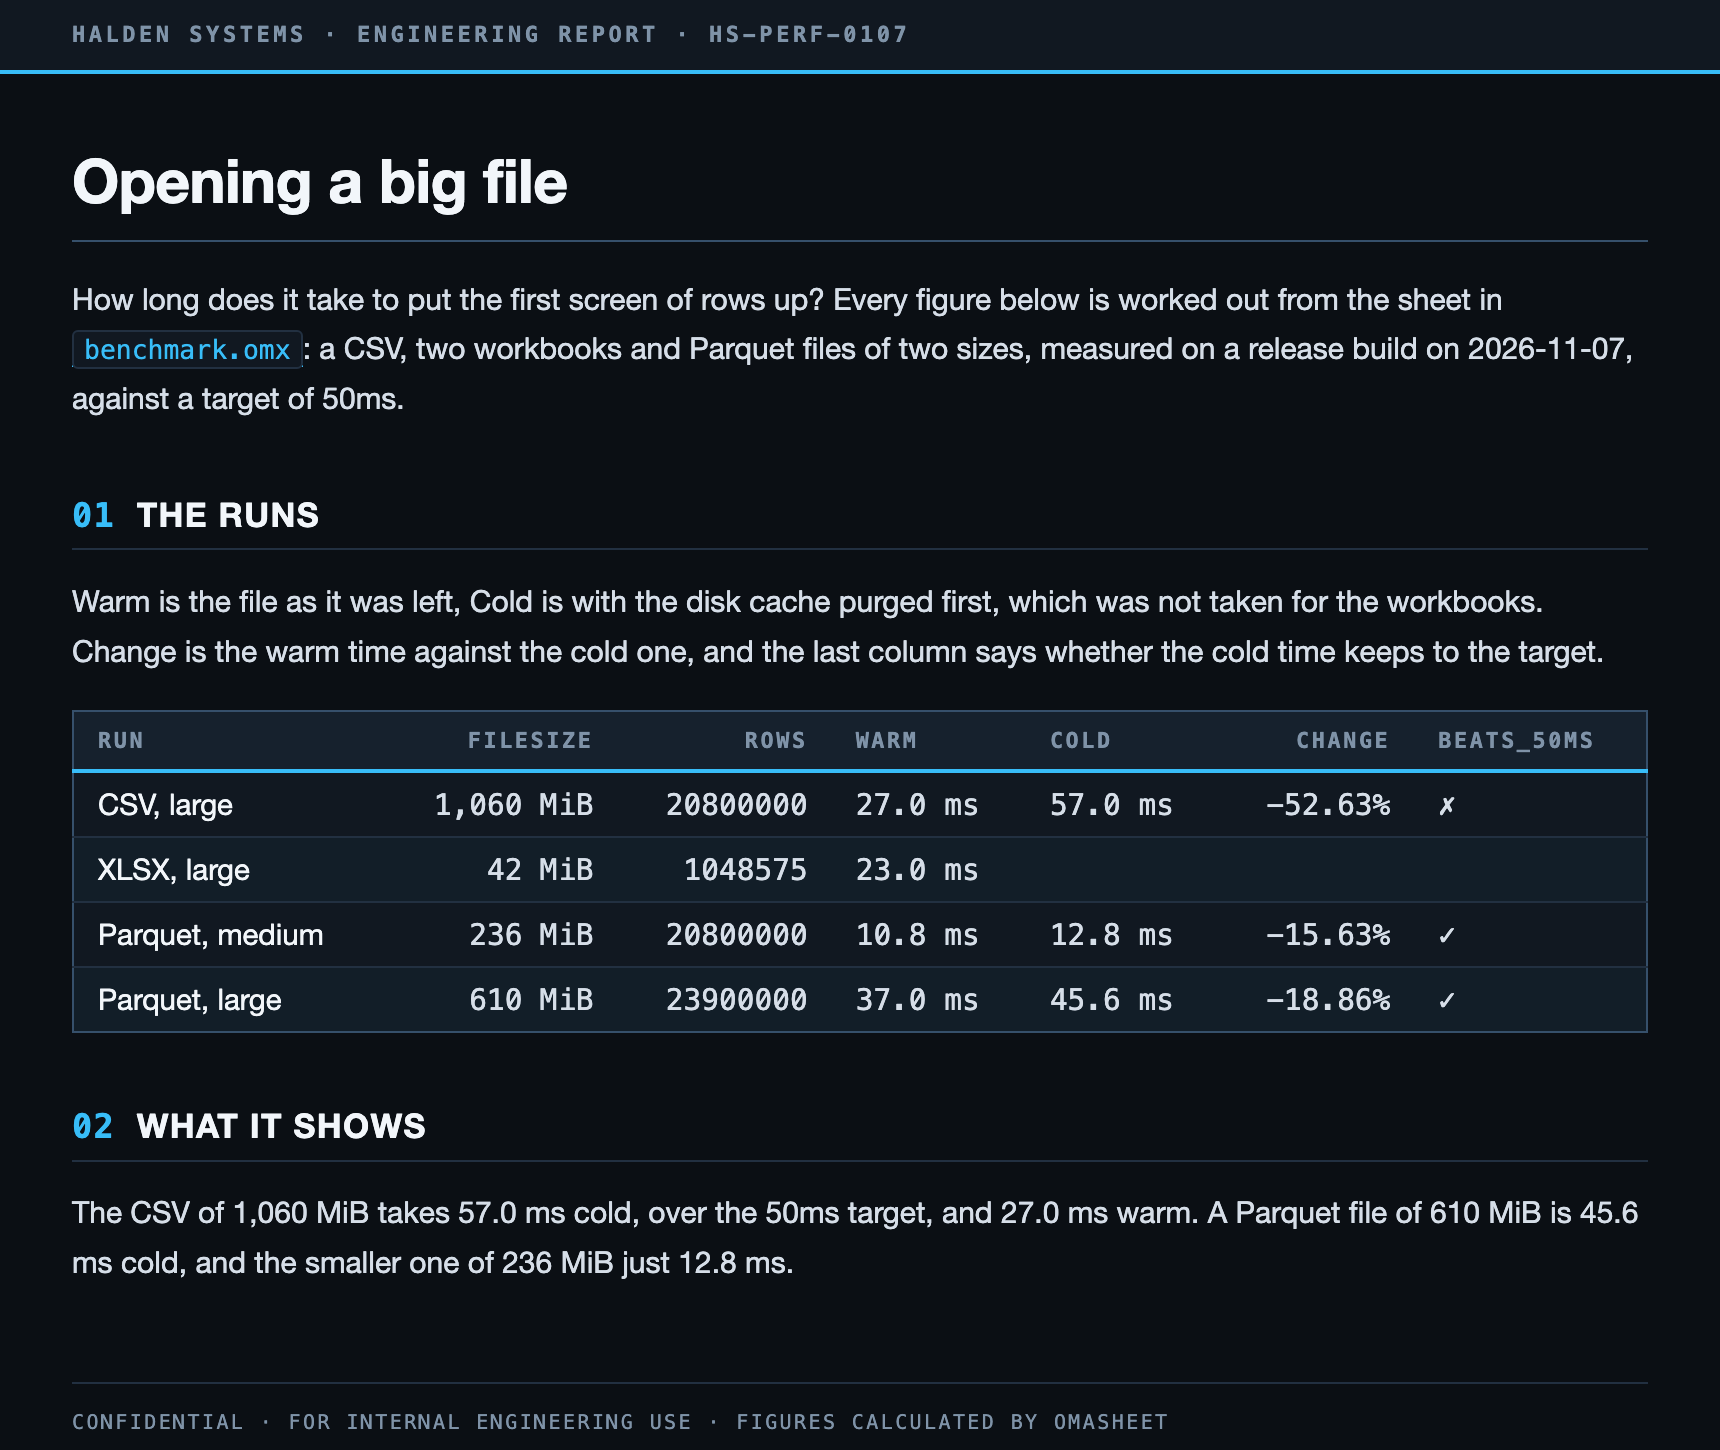 HALDEN SYSTEMS · ENGINEERING REPORT · HS-PERF-0107
Opening a big file
How long does it take to put the first screen of rows up? Every figure below is worked out from the sheet in
benchmark.omx: a CSV, two workbooks and Parquet files of two sizes, measured on a release build on 2026-11-07,
against a target of 50ms.
01 THE RUNS
Warm is the file as it was left, Cold is with the disk cache purged first, which was not taken for the workbooks.
Change is the warm time against the cold one, and the last column says whether the cold time keeps to the target.
RUN FILESIZE ROWS WARM COLD CHANGE BEATS_50MS
CSV, large 1,060 MiB 20800000 27.0 ms 57.0 ms -52.63% ✗
XLSX, large 42 MiB 1048575 23.0 ms
Parquet, medium 236 MiB 20800000 10.8 ms 12.8 ms -15.63% ✓
Parquet, large 610 MiB 23900000 37.0 ms 45.6 ms -18.86% ✓
02 WHAT IT SHOWS
The CSV of 1,060 MiB takes 57.0 ms cold, over the 50ms target, and 27.0 ms warm. A Parquet file of 610 MiB is 45.6
ms cold, and the smaller one of 236 MiB just 12.8 ms.
CONFIDENTIAL · FOR INTERNAL ENGINEERING USE · FIGURES CALCULATED BY OMASHEET